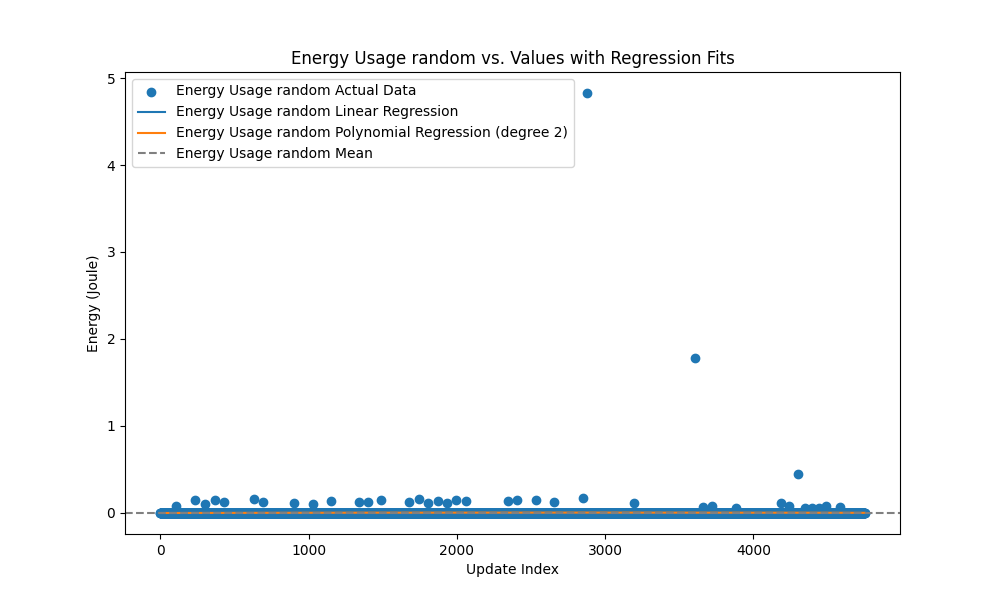 Energy Usage random vs. Values with Regression Fits
Energy Usage random Actual Data
Energy Usage random Linear Regression
Energy Usage random Polynomial Regression (degree 2)
Energy Usage random Mean
5
4
3
2
1
0
Energy (Joule)
0 1000 2000 3000 4000
Update Index